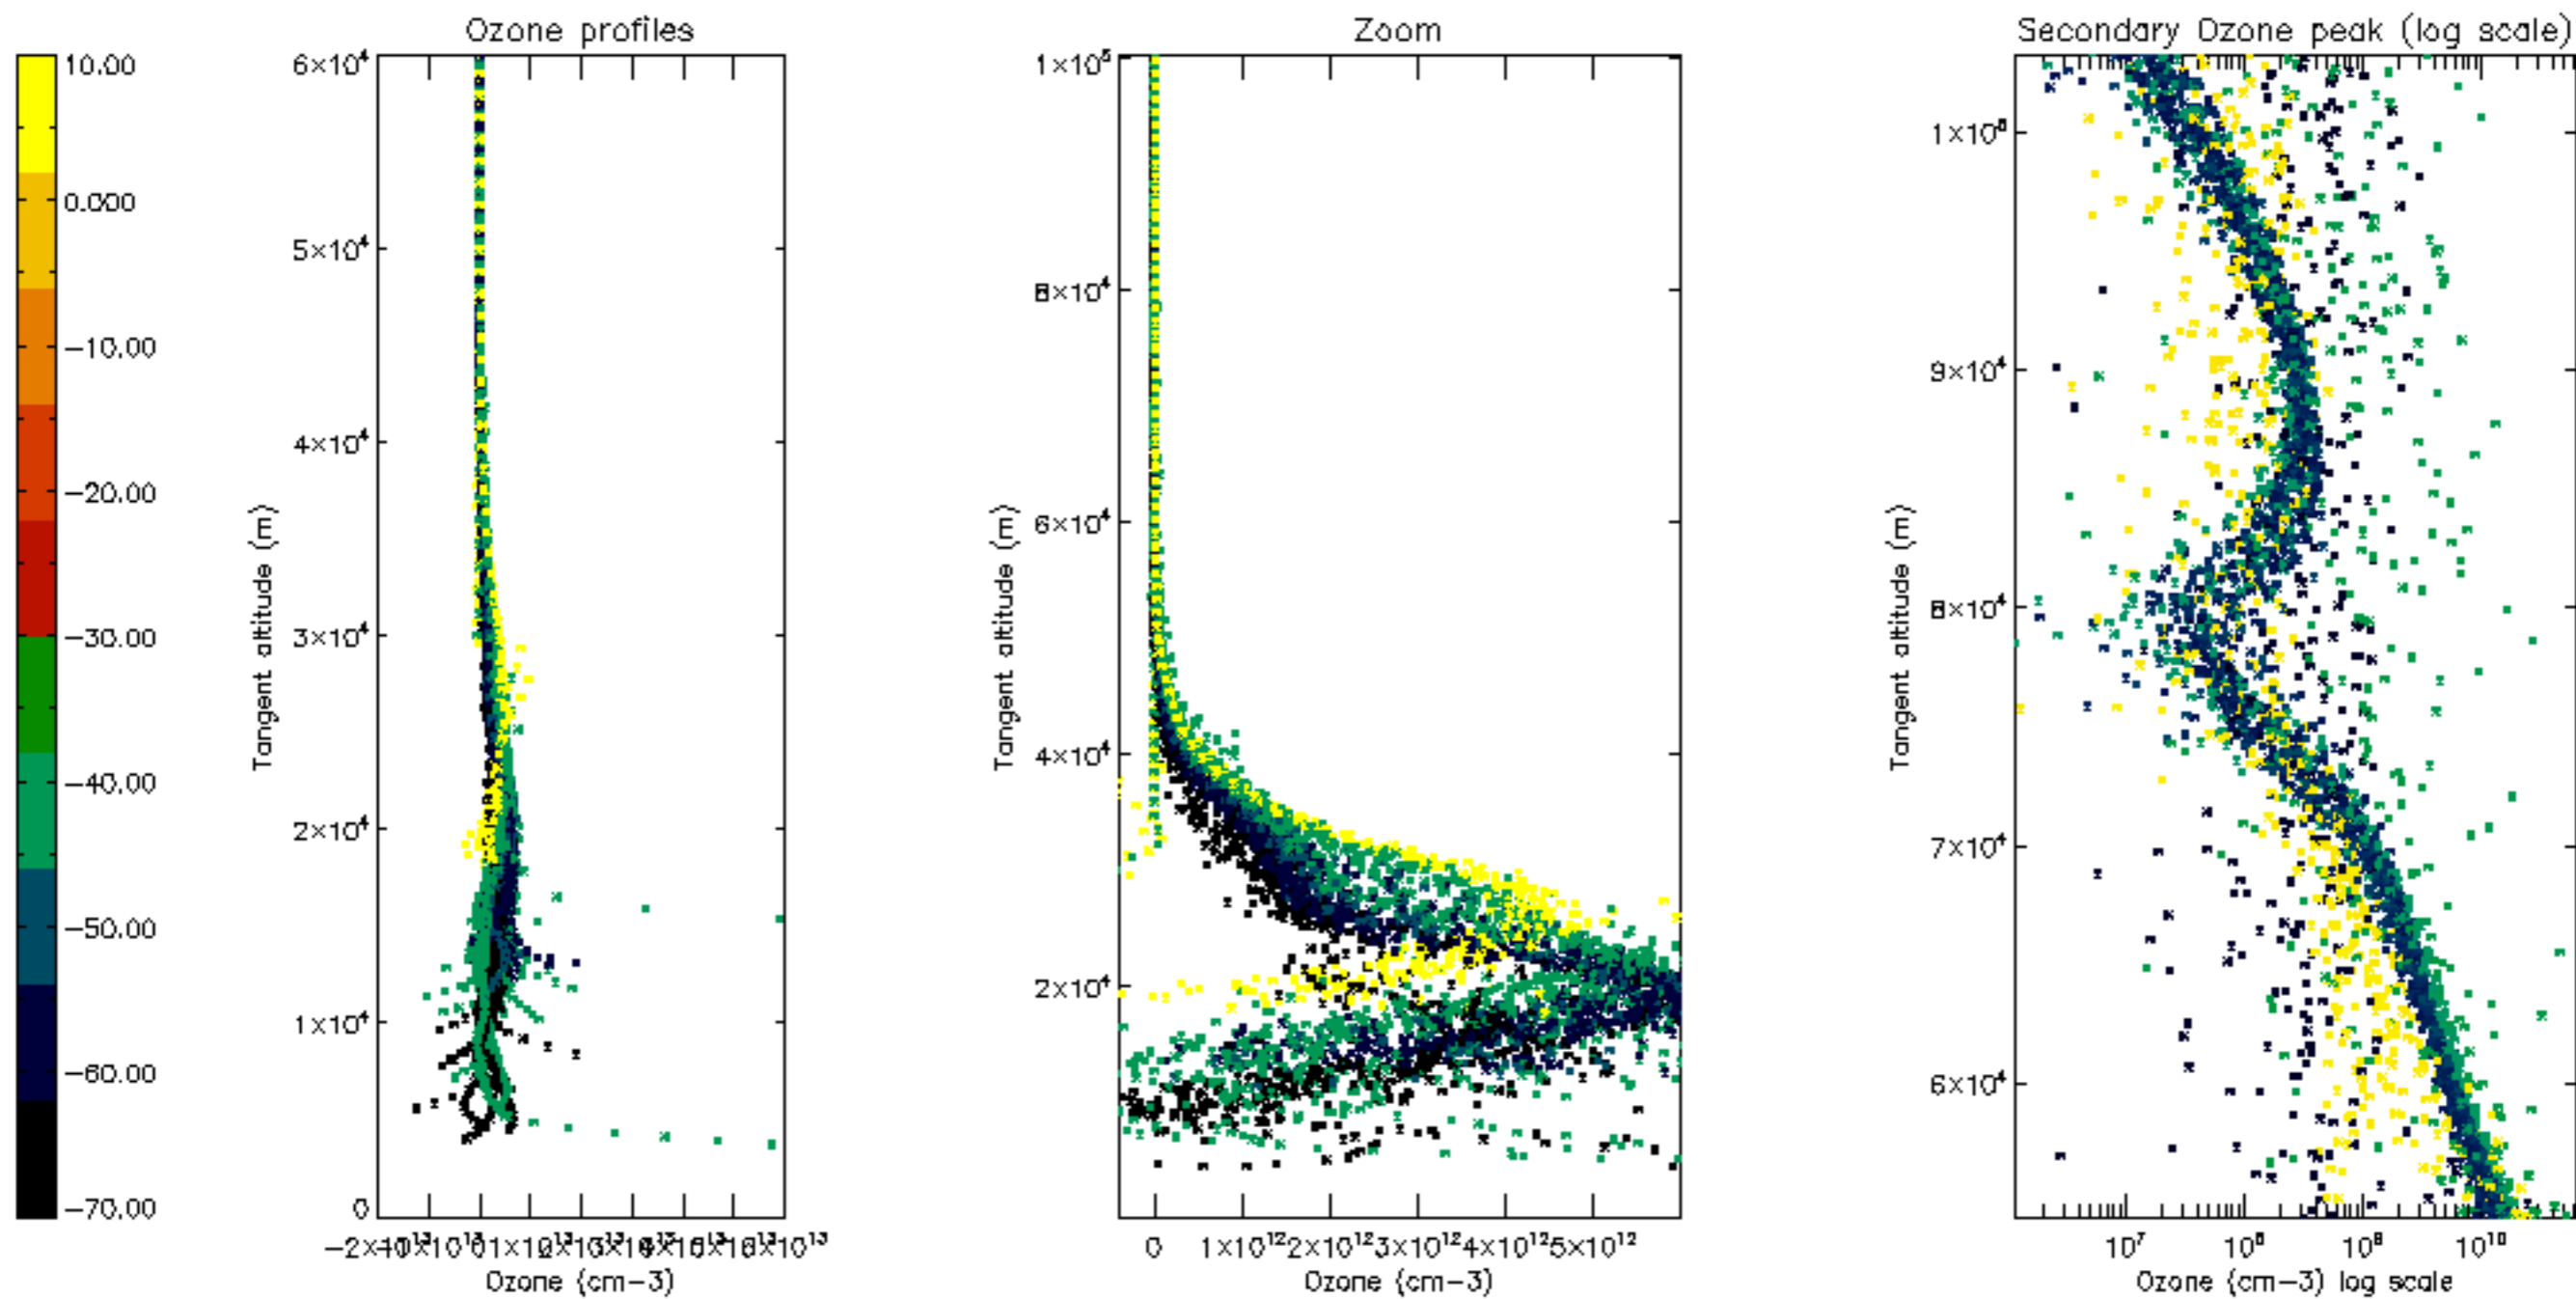 Ozone profiles
Zoom
Secondary Ozone peak (log scale)
10.00
0.000
−10.00
−20.00
−30.00
−40.00
−50.00
−60.00
−70.00
Tangent altitude (m)
6×10⁴
5×10⁴
4×10⁴
3×10⁴
2×10⁴
1×10⁴
0
Ozone (cm−3)
Tangent altitude (m)
1×10⁵
8×10⁴
6×10⁴
4×10⁴
2×10⁴
0 1×10¹² 2×10¹² 3×10¹² 4×10¹² 5×10¹²
Ozone (cm−3)
Tangent altitude (m)
9×10⁴
8×10⁴
7×10⁴
6×10⁴
10⁷ 10⁸ 10⁹ 10¹⁰
Ozone (cm−3) log scale